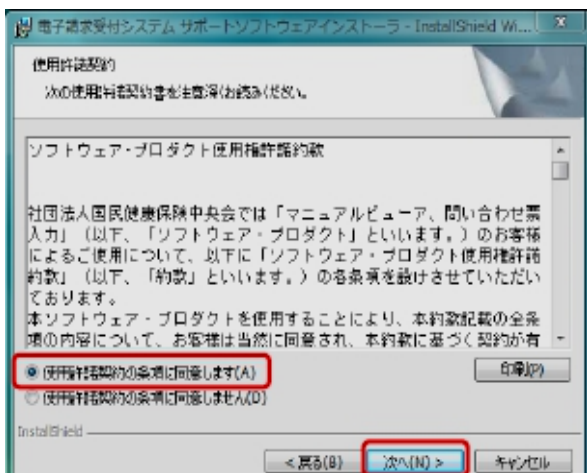 電子請求受付システム サポートソフトウェアインストーラ - InstallShield Wi...
使用許諾契約
次の使用許諾契約書を注意深くお読みください。
ソフトウェア・プロダクト使用権許諾約款
社団法人国民健康保険中央会では「マニュアルビューア、問い合わせ票
入力」（以下、「ソフトウェア・プロダクト」といいます。）のお客様
によるご使用について、以下に「ソフトウェア・プロダクト使用権許諾
約款」（以下、「約款」といいます。）の各条項を設けさせていただい
ております。
本ソフトウェア・プロダクトを使用することにより、本約款記載の全条
項の内容について、お客様は当然に同意され、本約款に基づく契約が有
使用許諾契約の条項に同意します(A)
印刷(P)
使用許諾契約の条項に同意しません(D)
InstallShield
< 戻る(B)
次へ(N) >
キャンセル